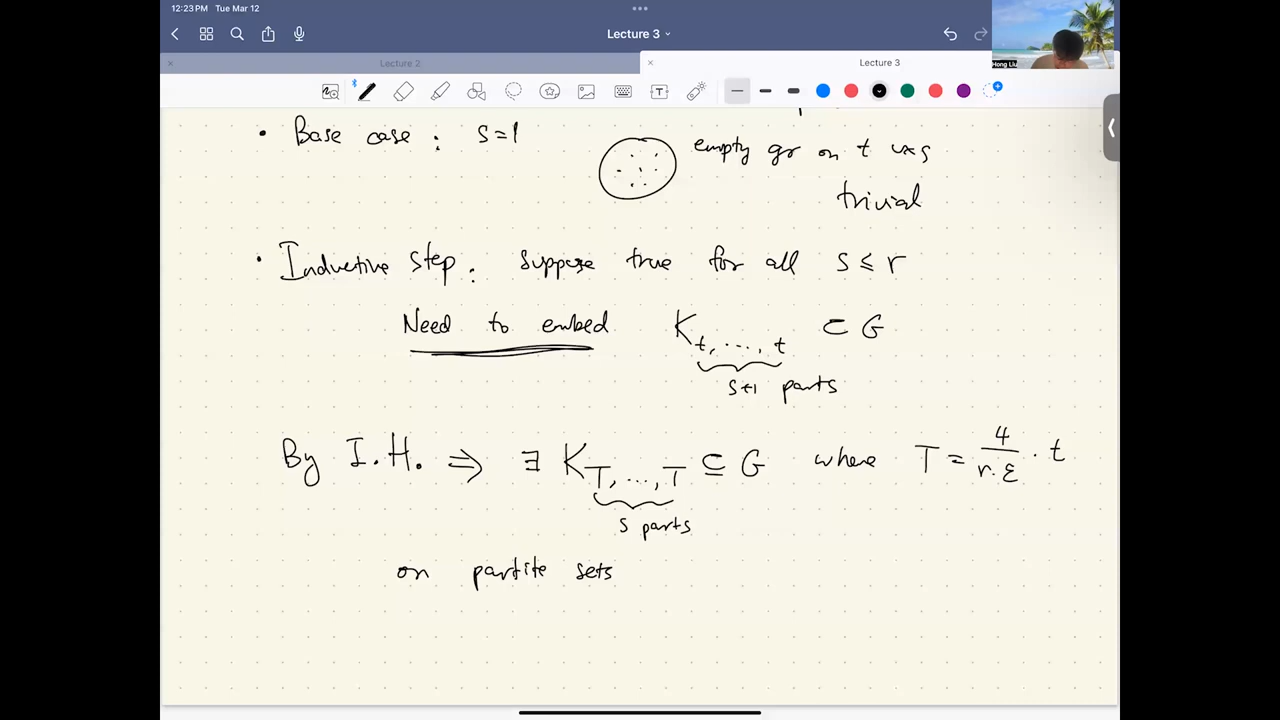 12:23 PM Tue Mar 12
Lecture 3
Hong Liu
Lecture 2
Lecture 3
• Base case : s=1
empty gr on t vxs
trivial
• Inductive step : suppose true for all s ≤ r
Need to embed K_{t, ..., t} ⊂ G
s+1 parts
By I.H. ⇒ ∃ K_{T, ..., T} ⊆ G where T = 4/(r·ε) · t
s parts
on partite sets